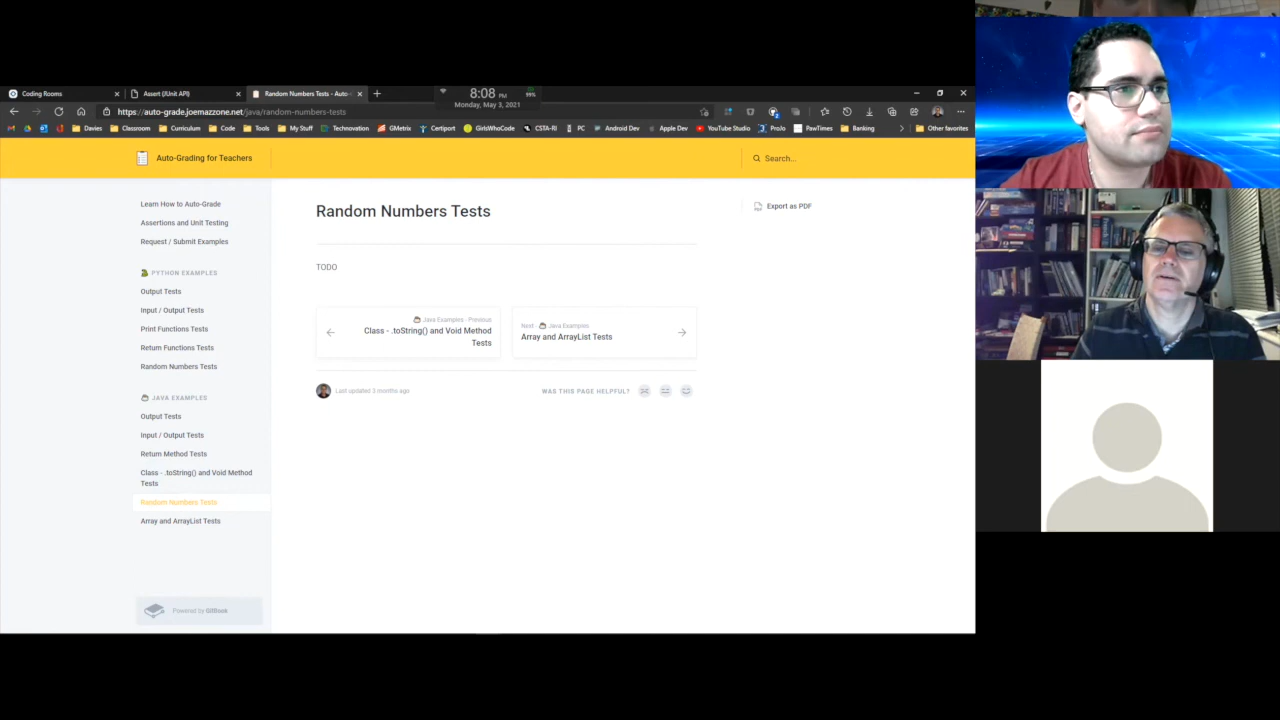 Coding Rooms
Assert (JUnit API)
Random Numbers Tests - Auto-
8:08 PM
99%
Monday, May 3, 2021
https://auto-grade.joemazzone.net/java/random-numbers-tests
Davies
Classroom
Curriculum
Code
Tools
My Stuff
Technovation
GMetrix
Certiport
GirlsWhoCode
CSTA-RI
PC
Android Dev
Apple Dev
YouTube Studio
ProJo
PawTimes
Banking
Other favorites
Auto-Grading for Teachers
Search...
Learn How to Auto-Grade
Assertions and Unit Testing
Request / Submit Examples
PYTHON EXAMPLES
Output Tests
Input / Output Tests
Print Functions Tests
Return Functions Tests
Random Numbers Tests
JAVA EXAMPLES
Output Tests
Input / Output Tests
Return Method Tests
Class - .toString() and Void Method
Tests
Random Numbers Tests
Array and ArrayList Tests
Powered by GitBook
Random Numbers Tests
Export as PDF
TODO
Java Examples - Previous
Class - .toString() and Void Method
Tests
Next - Java Examples
Array and ArrayList Tests
Last updated 3 months ago
WAS THIS PAGE HELPFUL?